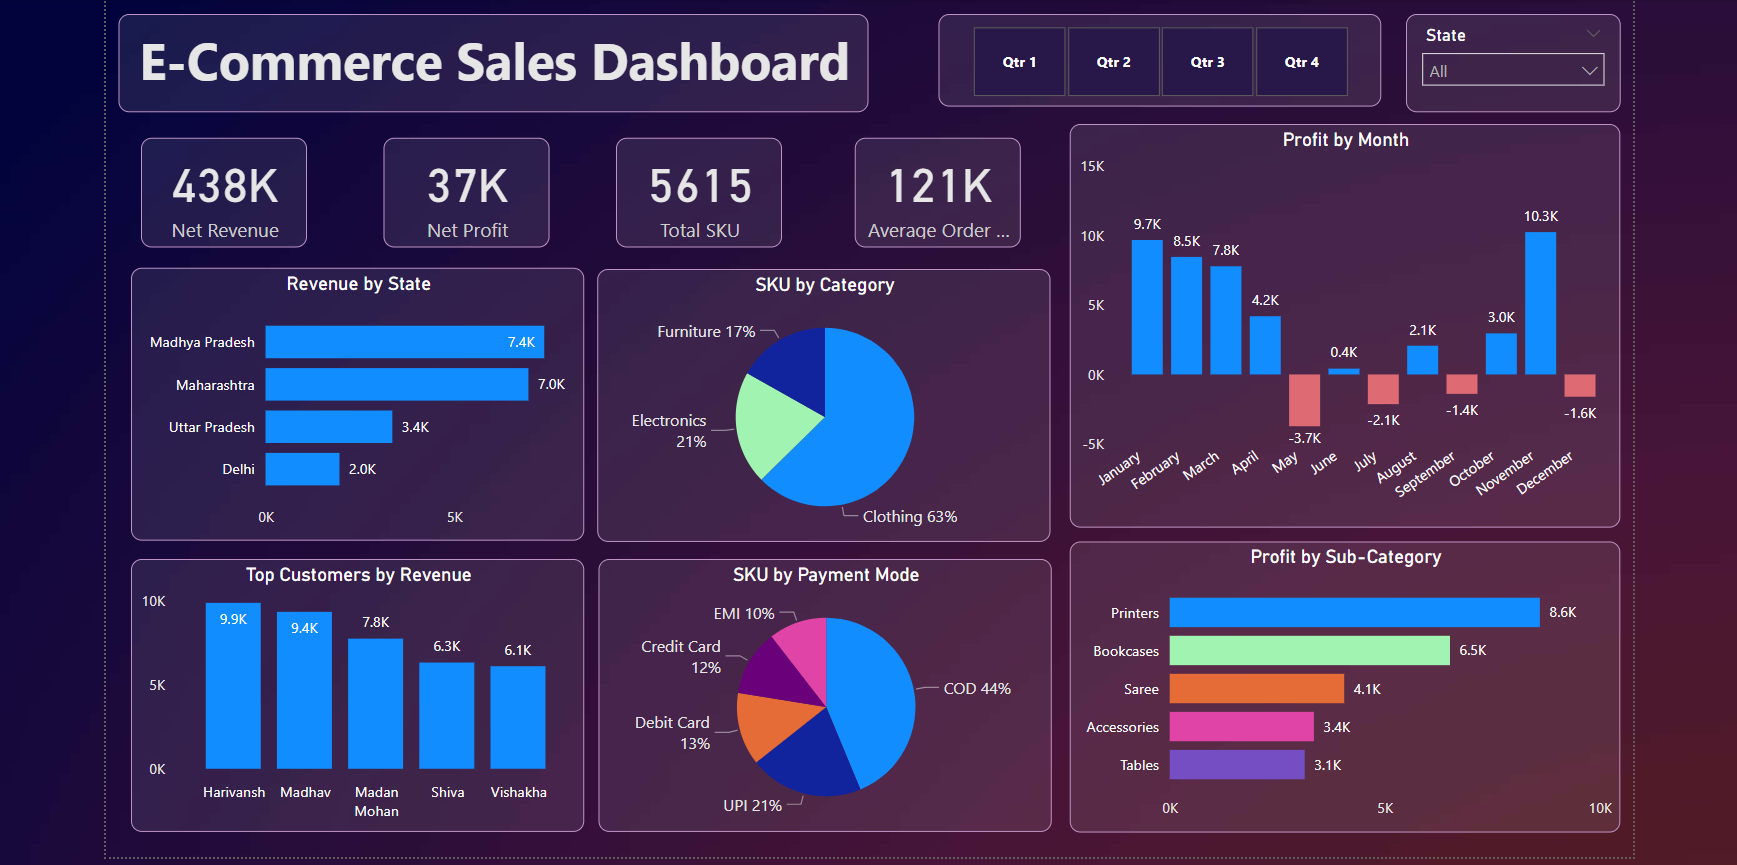 E-Commerce Sales Dashboard
Qtr 1
Qtr 2
Qtr 3
Qtr 4
State
All
438K
Net Revenue
37K
Net Profit
5615
Total SKU
121K
Average Order ...
Revenue by State
Madhya Pradesh
7.4K
Maharashtra
7.0K
Uttar Pradesh
3.4K
Delhi
2.0K
0K
5K
SKU by Category
Furniture 17%
Electronics
21%
Clothing 63%
Profit by Month
15K
10K
5K
0K
-5K
9.7K
8.5K
7.8K
4.2K
-3.7K
0.4K
-2.1K
2.1K
-1.4K
3.0K
10.3K
-1.6K
January
February
March
April
May
June
July
August
September
October
November
December
Top Customers by Revenue
10K
5K
0K
9.9K
9.4K
7.8K
6.3K
6.1K
Harivansh
Madhav
Madan
Mohan
Shiva
Vishakha
SKU by Payment Mode
EMI 10%
Credit Card
12%
Debit Card
13%
UPI 21%
COD 44%
Profit by Sub-Category
Printers
8.6K
Bookcases
6.5K
Saree
4.1K
Accessories
3.4K
Tables
3.1K
0K
5K
10K